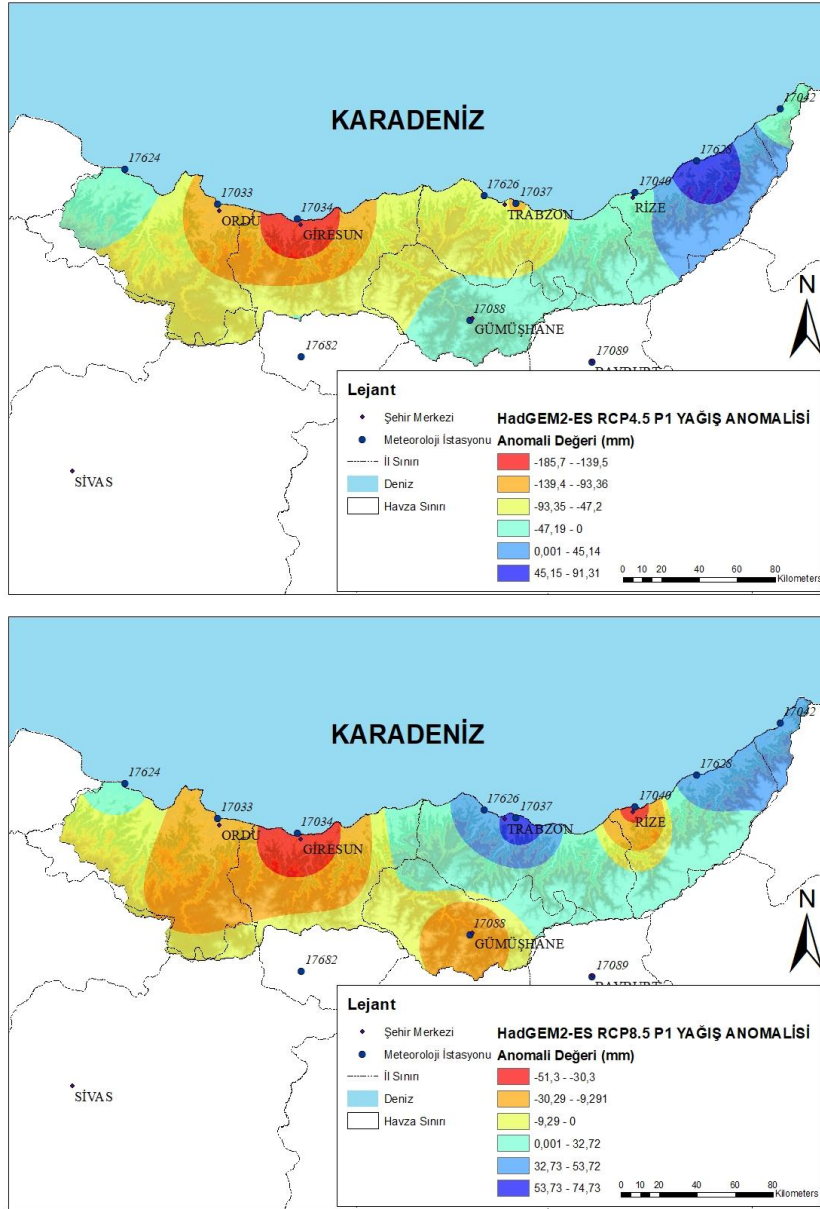 KARADENİZ
17042
17628
17624
17033
17034
17626
17037
17040
ORDU
GİRESUN
TRABZON
RİZE
N
17088
GÜMÜŞHANE
17682
17089
SİVAS
Lejant
Şehir Merkezi
Meteoroloji İstasyonu
İl Sınırı
Deniz
Havza Sınırı
HadGEM2-ES RCP4.5 P1 YAĞIŞ ANOMALİSİ
Anomali Değeri (mm)
-185,7 - -139,5
-139,4 - -93,36
-93,35 - -47,2
-47,19 - 0
0,001 - 45,14
45,15 - 91,31
0 5 10 20 40 60 80
Kilometers
KARADENİZ
17042
17628
17624
17033
17034
17626
17037
17040
ORDU
GİRESUN
TRABZON
RİZE
N
17088
GÜMÜŞHANE
17682
17089
SİVAS
Lejant
Şehir Merkezi
Meteoroloji İstasyonu
İl Sınırı
Deniz
Havza Sınırı
HadGEM2-ES RCP8.5 P1 YAĞIŞ ANOMALİSİ
Anomali Değeri (mm)
-51,3 - -30,3
-30,29 - -9,291
-9,29 - 0
0,001 - 32,72
32,73 - 53,72
53,73 - 74,73
0 5 10 20 40 60 80
Kilometers